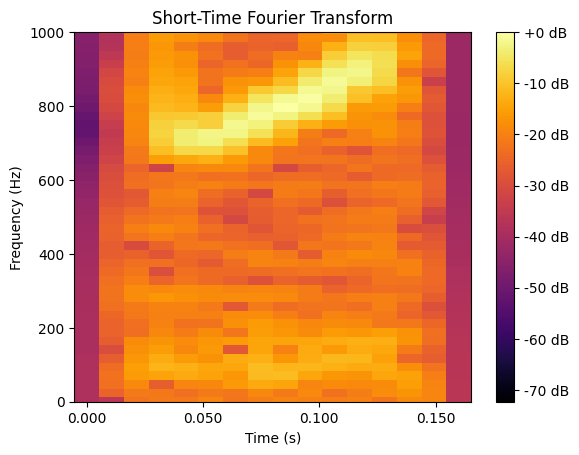 Short-Time Fourier Transform
1000
800
600
400
200
0
Frequency (Hz)
0.000
0.050
0.100
0.150
Time (s)
+0 dB
-10 dB
-20 dB
-30 dB
-40 dB
-50 dB
-60 dB
-70 dB